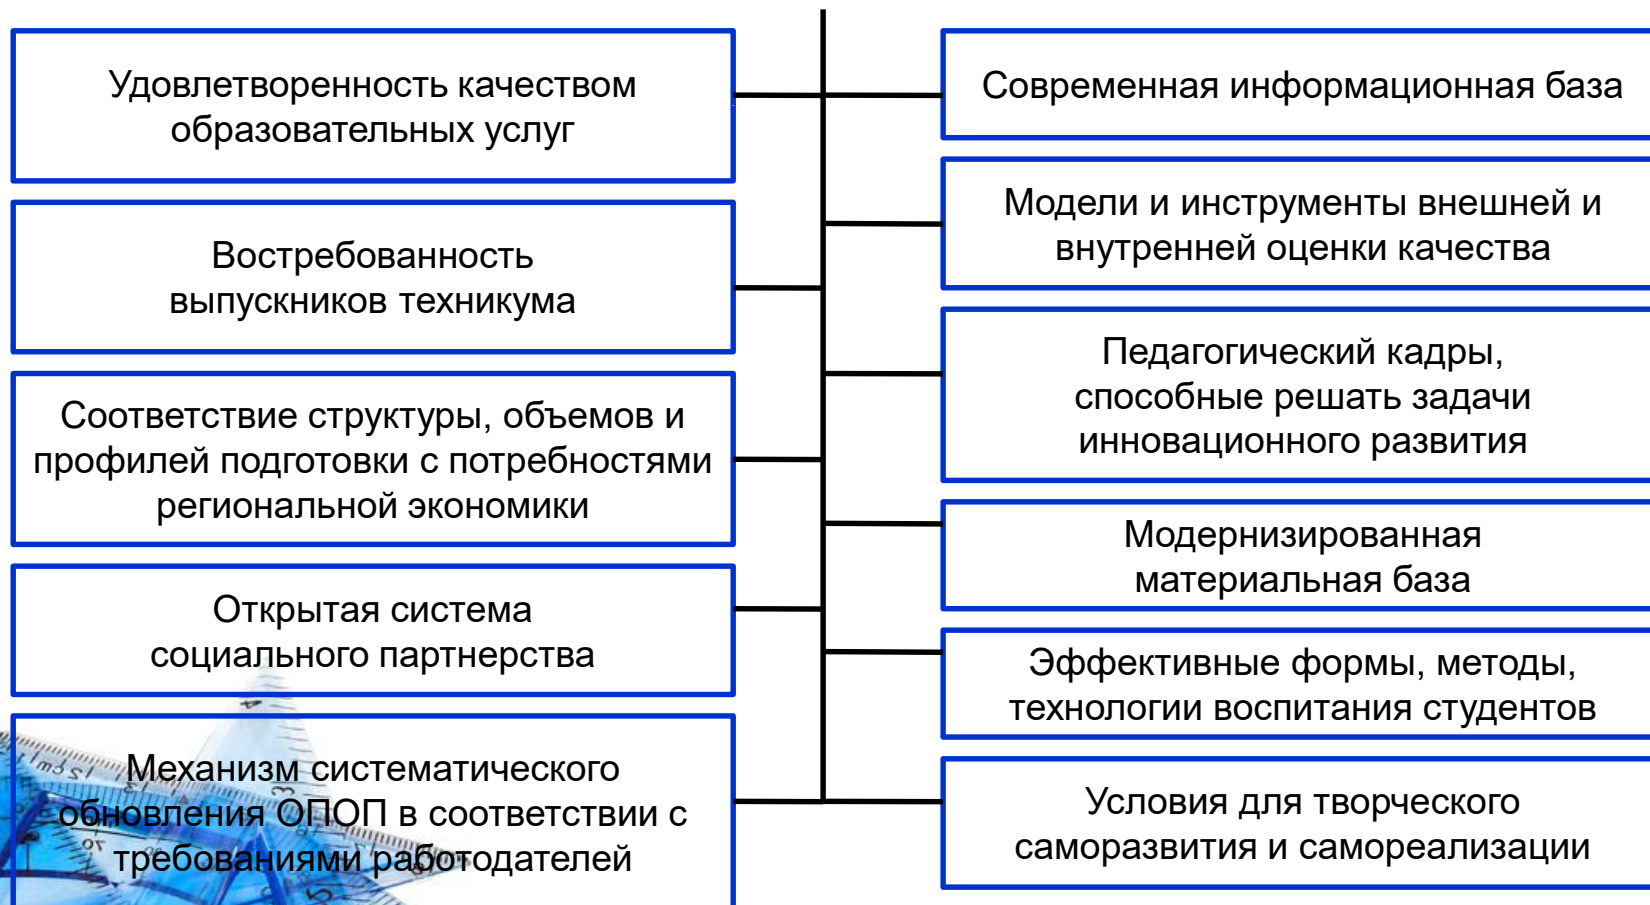 Удовлетворенность качеством
образовательных услуг
Востребованность
выпускников техникума
Соответствие структуры, объемов и
профилей подготовки с потребностями
региональной экономики
Открытая система
социального партнерства
Механизм систематического
обновления ОПОП в соответствии с
требованиями работодателей
Современная информационная база
Модели и инструменты внешней и
внутренней оценки качества
Педагогический кадры,
способные решать задачи
инновационного развития
Модернизированная
материальная база
Эффективные формы, методы,
технологии воспитания студентов
Условия для творческого
саморазвития и самореализации